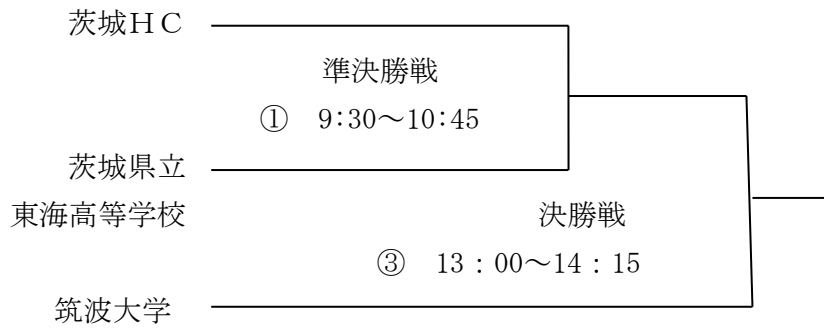 茨城ＨＣ
準決勝戦
① 9:30～10:45
茨城県立
東海高等学校
決勝戦
③ 13：00～14：15
筑波大学